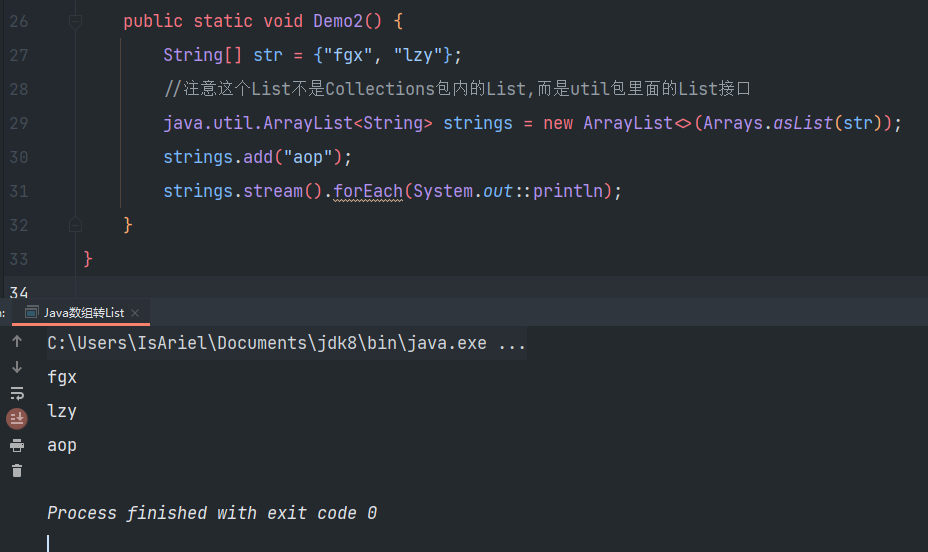 26 public static void Demo2() {
27 String[] str = {"fgx", "lzy"};
28 //注意这个List不是Collections包内的List,而是util包里面的List接口
29 java.util.ArrayList<String> strings = new ArrayList<>(Arrays.asList(str));
30 strings.add("aop");
31 strings.stream().forEach(System.out::println);
32 }
33 }
34
n: Java数组转List
C:\Users\IsAriel\Documents\jdk8\bin\java.exe ...
fgx
lzy
aop
Process finished with exit code 0